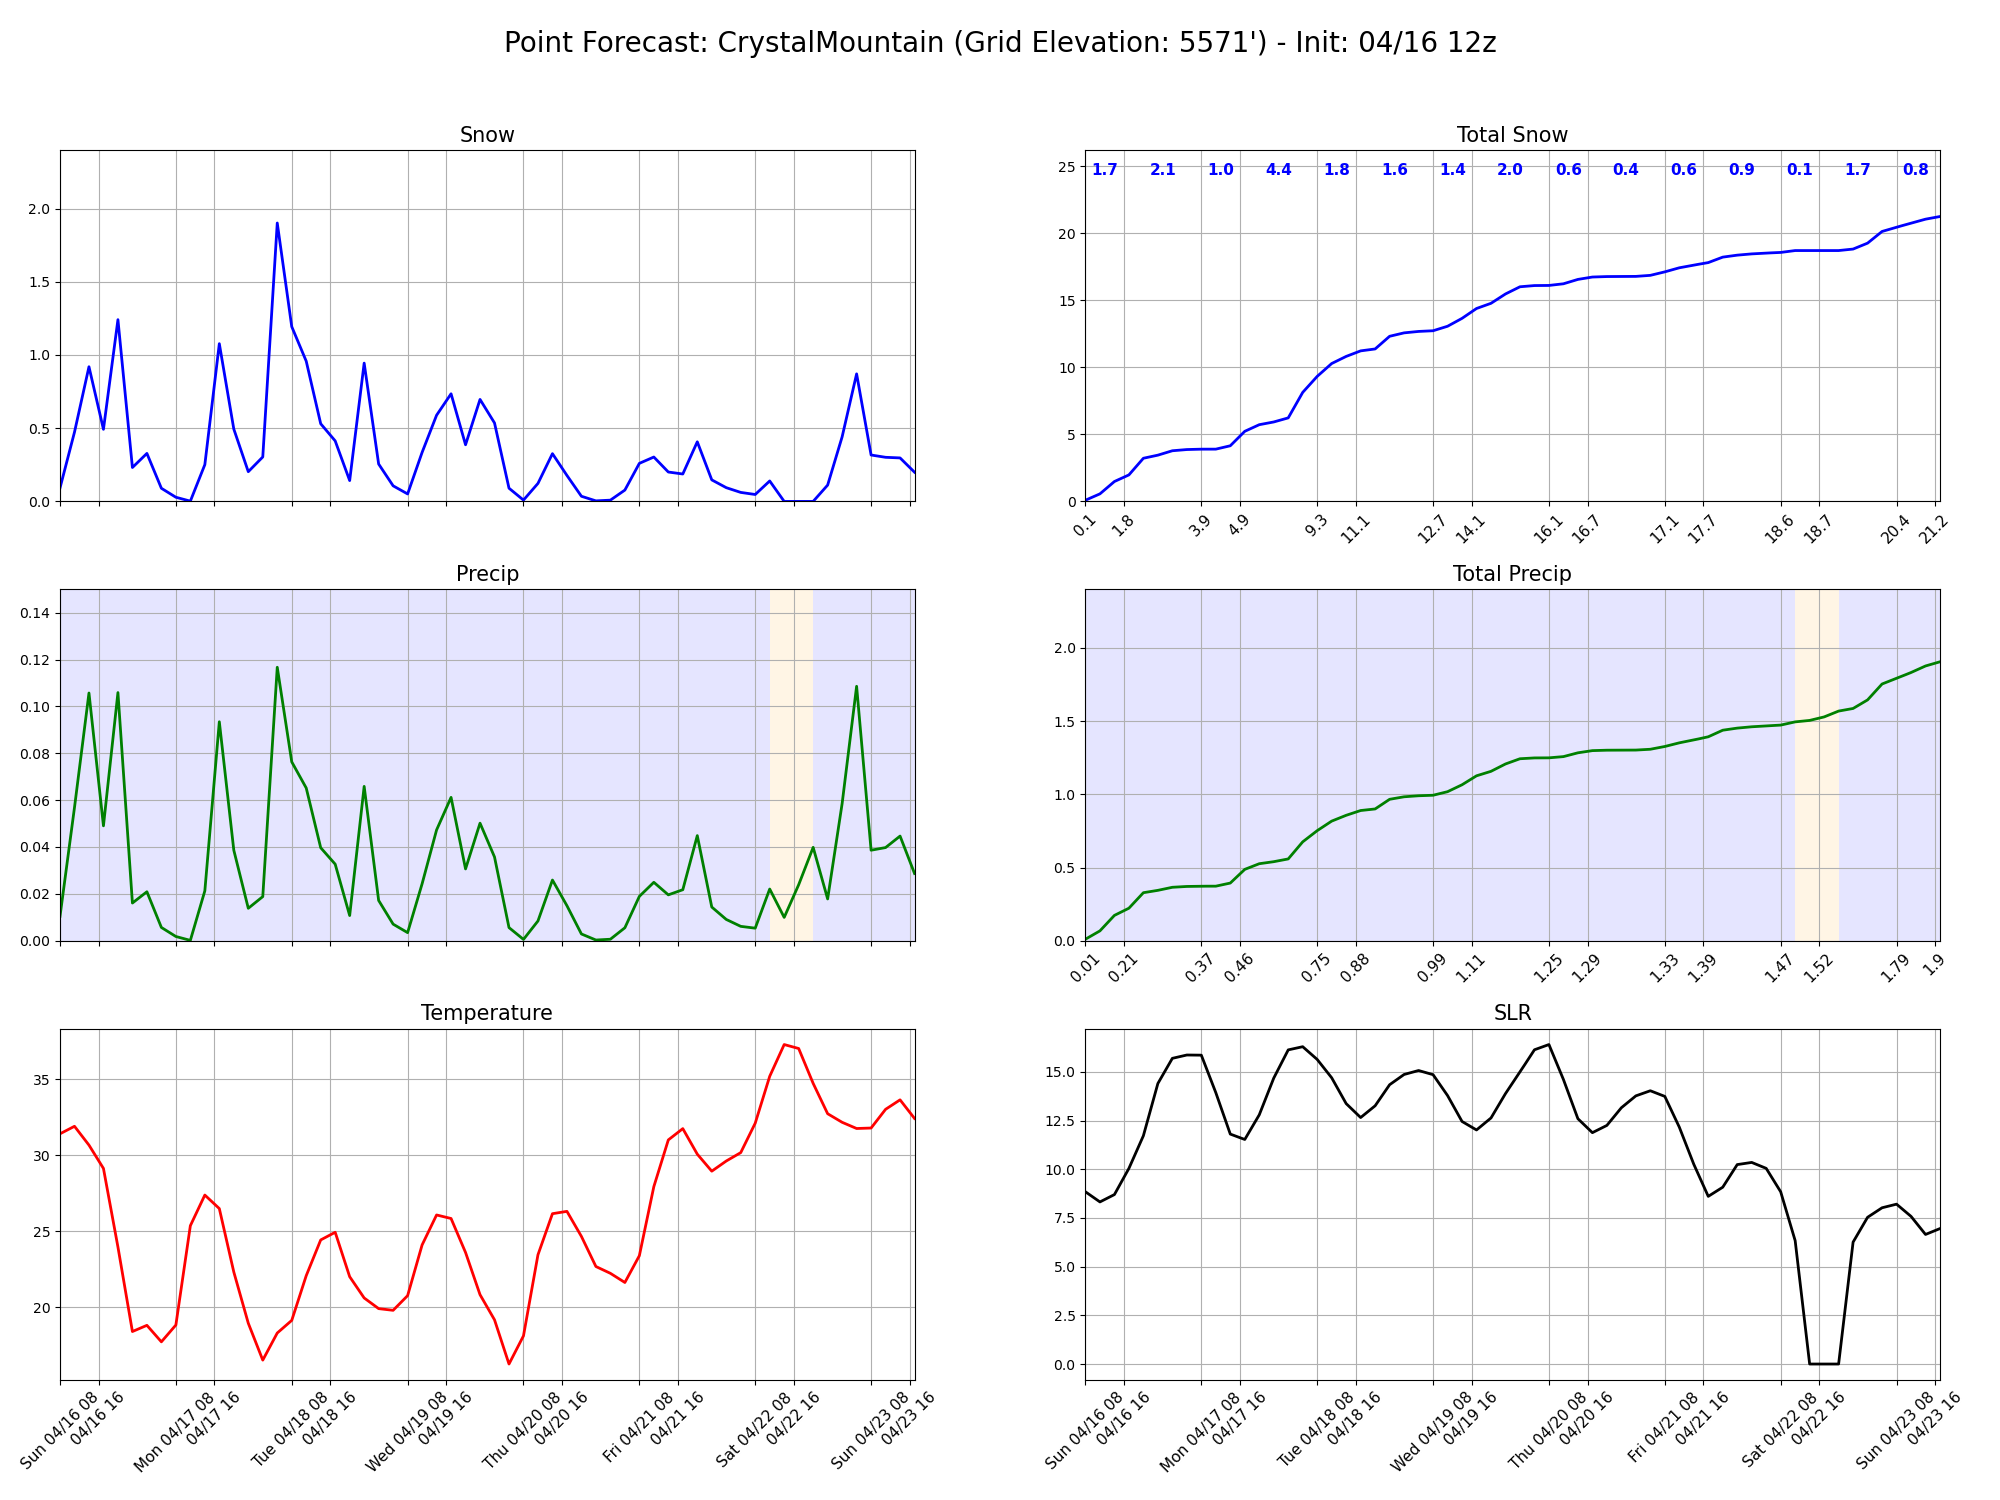 Point Forecast: CrystalMountain (Grid Elevation: 5571') - Init: 04/16 12z
Snow
2.0
1.5
1.0
0.5
0.0
Total Snow
1.7 2.1 1.0 4.4 1.8 1.6 1.4 2.0 0.6 0.4 0.6 0.9 0.1 1.7 0.8
25
20
15
10
5
0
0.1 1.8 3.9 4.9 9.3 11.1 12.7 14.1 16.1 16.7 17.1 17.7 18.6 18.7 20.4 21.2
Precip
0.14
0.12
0.10
0.08
0.06
0.04
0.02
0.00
Total Precip
2.0
1.5
1.0
0.5
0.0
0.01 0.21 0.37 0.46 0.75 0.88 0.99 1.11 1.25 1.29 1.33 1.39 1.47 1.52 1.79 1.9
Temperature
35
30
25
20
Sun 04/16 08
04/16 16
Mon 04/17 08
04/17 16
Tue 04/18 08
04/18 16
Wed 04/19 08
04/19 16
Thu 04/20 08
04/20 16
Fri 04/21 08
04/21 16
Sat 04/22 08
04/22 16
Sun 04/23 08
04/23 16
SLR
15.0
12.5
10.0
7.5
5.0
2.5
0.0
Sun 04/16 08
04/16 16
Mon 04/17 08
04/17 16
Tue 04/18 08
04/18 16
Wed 04/19 08
04/19 16
Thu 04/20 08
04/20 16
Fri 04/21 08
04/21 16
Sat 04/22 08
04/22 16
Sun 04/23 08
04/23 16